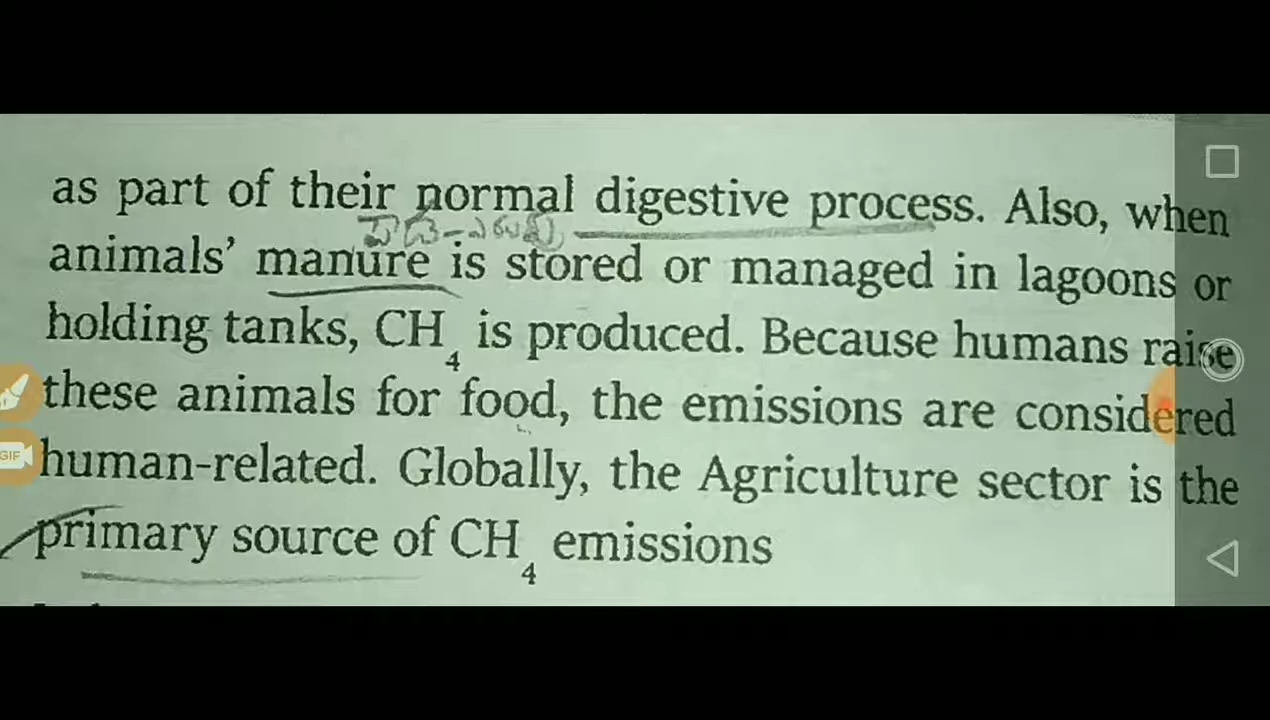 as part of their normal digestive process. Also, when
animals’ manure is stored or managed in lagoons or
holding tanks, CH₄ is produced. Because humans raise
these animals for food, the emissions are considered
human-related. Globally, the Agriculture sector is the
primary source of CH₄ emissions
GIF